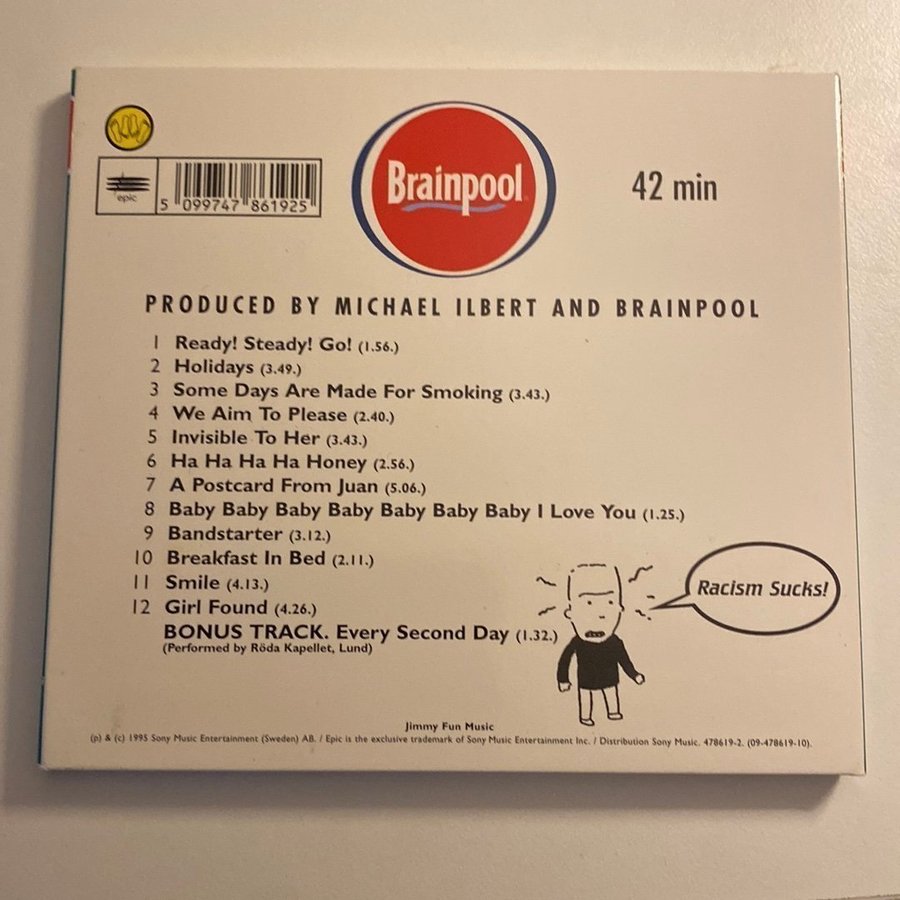 epic
5 099747 861925
Brainpool
42 min
PRODUCED BY MICHAEL ILBERT AND BRAINPOOL
1 Ready! Steady! Go! (1.56.)
2 Holidays (3.49.)
3 Some Days Are Made For Smoking (3.43.)
4 We Aim To Please (2.40.)
5 Invisible To Her (3.43.)
6 Ha Ha Ha Ha Honey (2.56.)
7 A Postcard From Juan (5.06.)
8 Baby Baby Baby Baby Baby Baby Baby I Love You (1.25.)
9 Bandstarter (3.12.)
10 Breakfast In Bed (2.11.)
11 Smile (4.13.)
12 Girl Found (4.26.)
BONUS TRACK. Every Second Day (1.32.)
(Performed by Röda Kapellet, Lund)
Racism Sucks!
Jimmy Fun Music
(p) & (c) 1995 Sony Music Entertainment (Sweden) AB. / Epic is the exclusive trademark of Sony Music Entertainment Inc. / Distribution Sony Music. 478619-2. (09-478619-10).